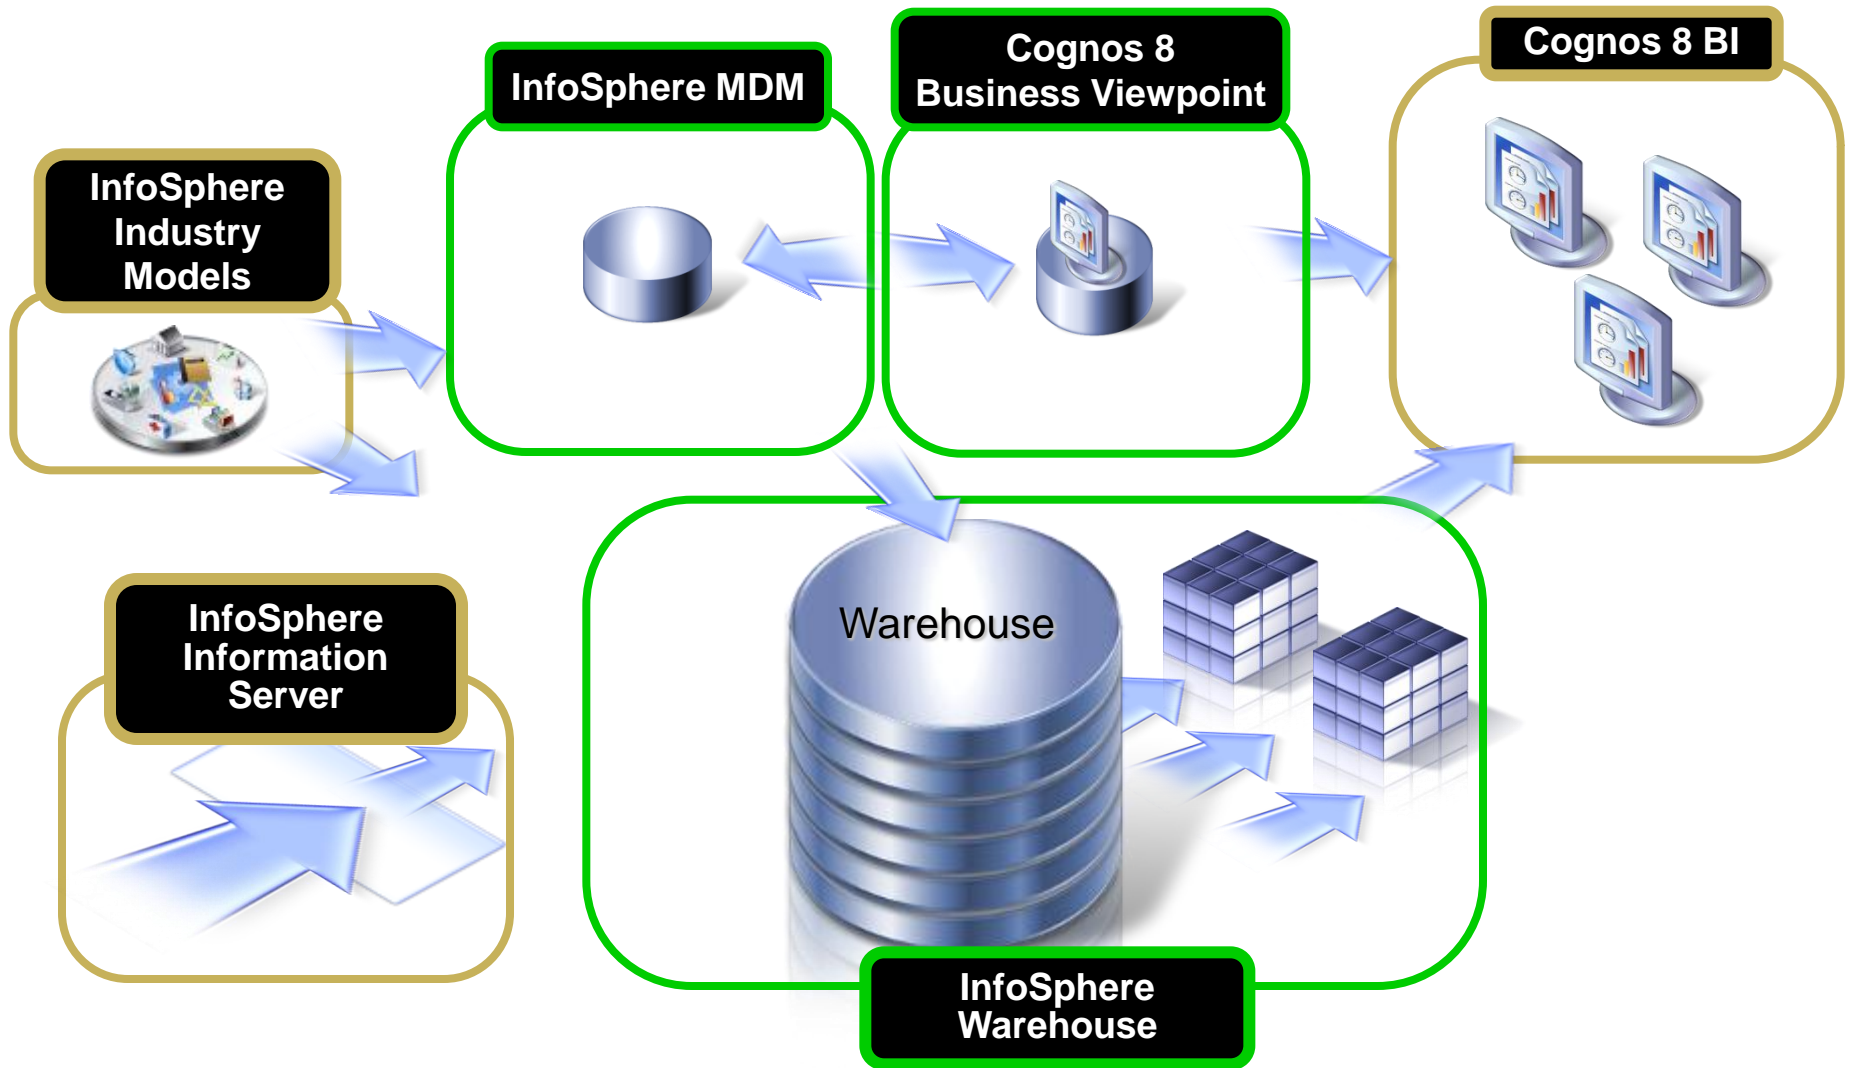 InfoSphere MDM
Cognos 8
Business Viewpoint
Cognos 8 BI
InfoSphere
Industry
Models
Warehouse
InfoSphere
Information
Server
InfoSphere
Warehouse